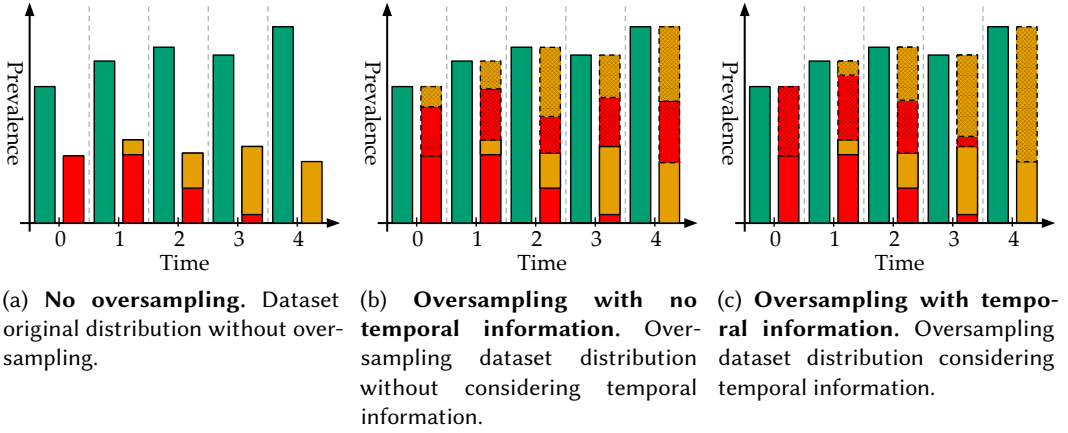 Prevalence
0 1 2 3 4
Time
(a) No oversampling. Dataset
original distribution without over-
sampling.
Prevalence
0 1 2 3 4
Time
(b) Oversampling with no
temporal information. Over-
sampling dataset distribution
without considering temporal
information.
Prevalence
0 1 2 3 4
Time
(c) Oversampling with tempo-
ral information. Oversampling
dataset distribution considering
temporal information.